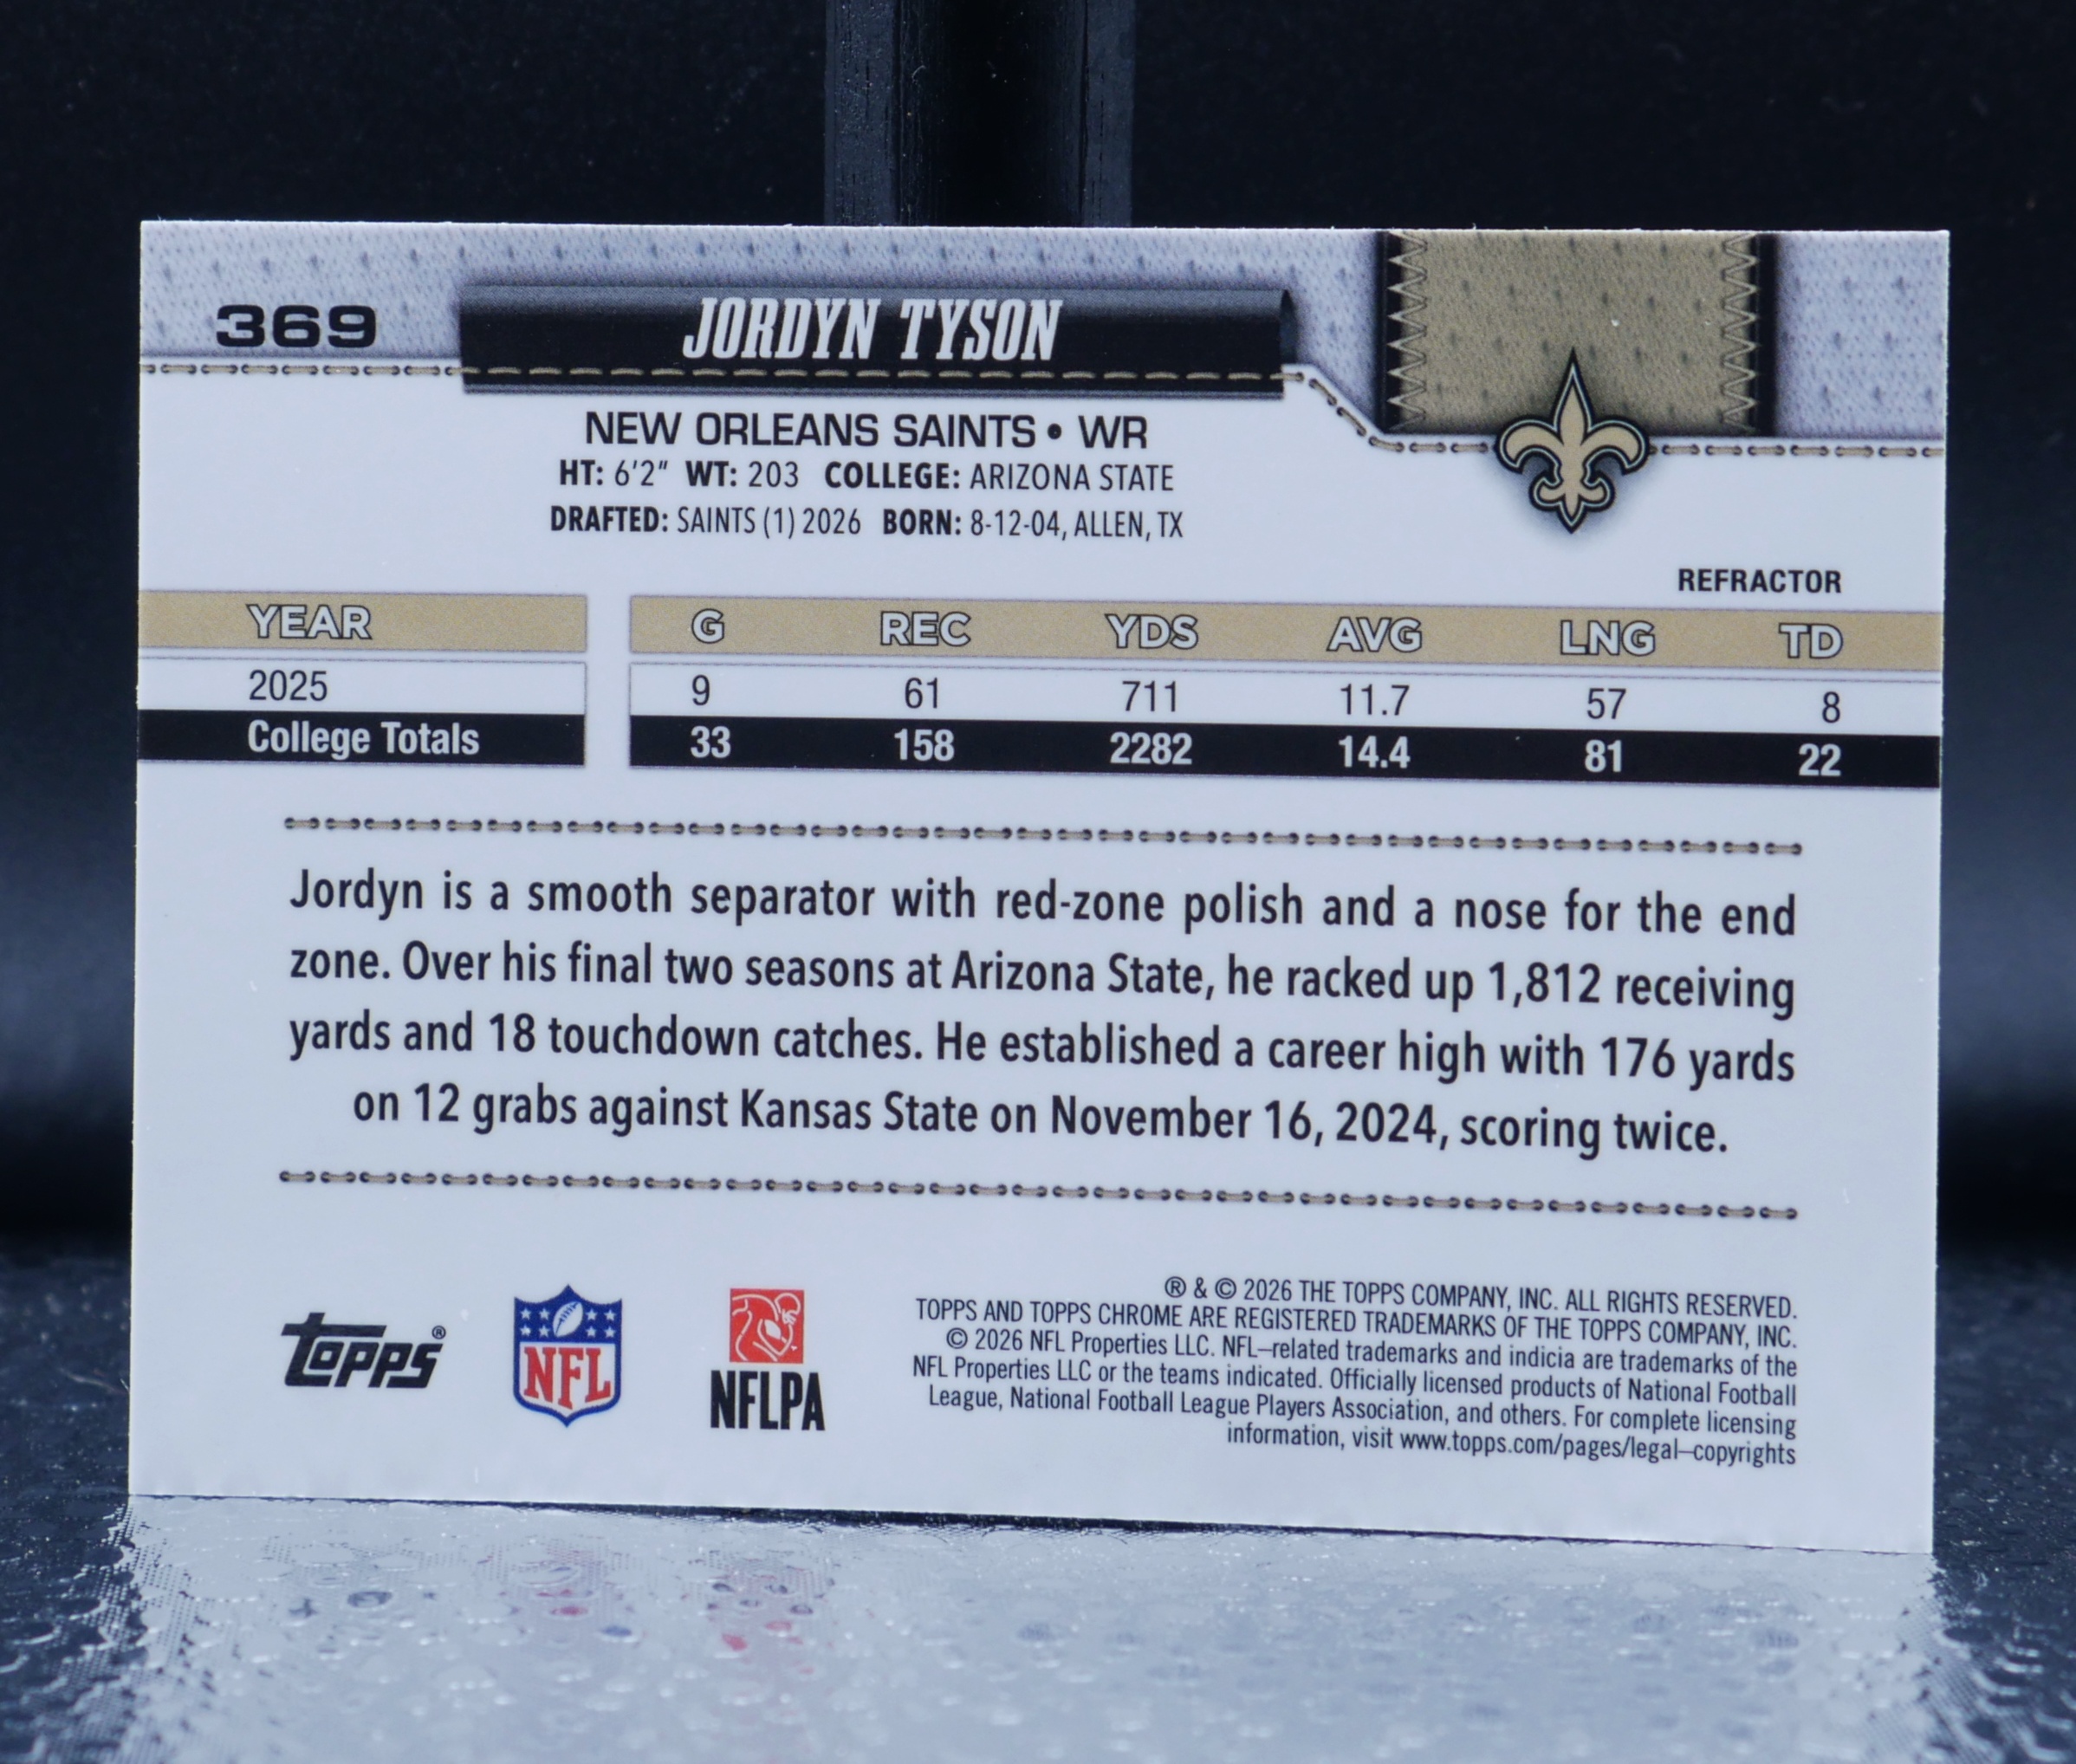 369
JORDYN TYSON
NEW ORLEANS SAINTS • WR
HT: 6'2" WT: 203 COLLEGE: ARIZONA STATE
DRAFTED: SAINTS (1) 2026 BORN: 8-12-04, ALLEN, TX
REFRACTOR
YEAR G REC YDS AVG LNG TD
2025 9 61 711 11.7 57 8
College Totals 33 158 2282 14.4 81 22
Jordyn is a smooth separator with red-zone polish and a nose for the end
zone. Over his final two seasons at Arizona State, he racked up 1,812 receiving
yards and 18 touchdown catches. He established a career high with 176 yards
on 12 grabs against Kansas State on November 16, 2024, scoring twice.
topps®
NFL
NFLPA
® & © 2026 THE TOPPS COMPANY, INC. ALL RIGHTS RESERVED.
TOPPS AND TOPPS CHROME ARE REGISTERED TRADEMARKS OF THE TOPPS COMPANY, INC.
© 2026 NFL Properties LLC. NFL–related trademarks and indicia are trademarks of the
NFL Properties LLC or the teams indicated. Officially licensed products of National Football
League, National Football League Players Association, and others. For complete licensing
information, visit www.topps.com/pages/legal–copyrights